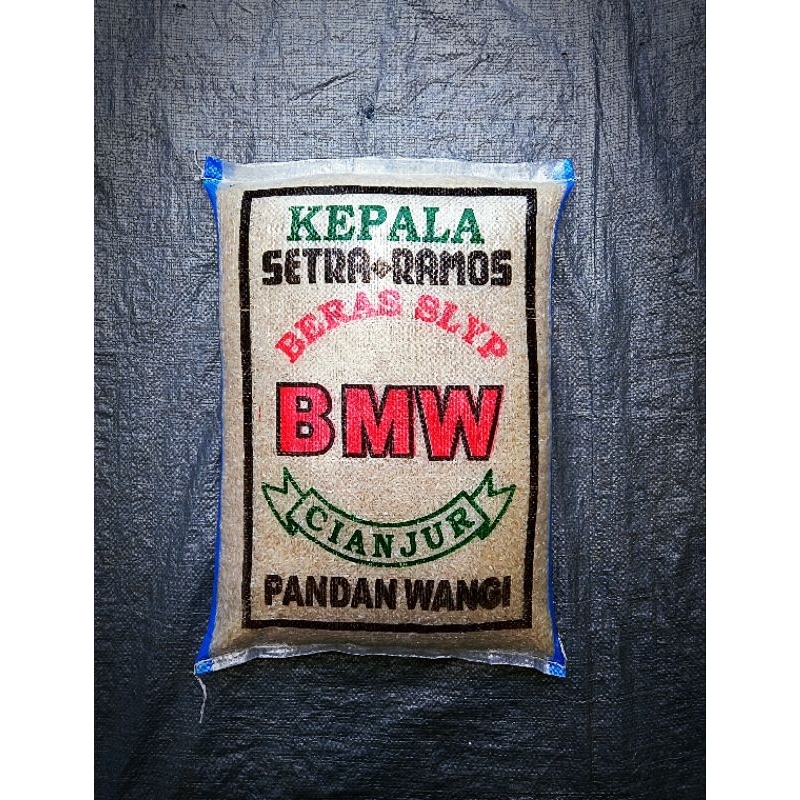 KEPALA
SETRA RAMOS
BERAS SLYP
BMW
CIANJUR
PANDAN WANGI